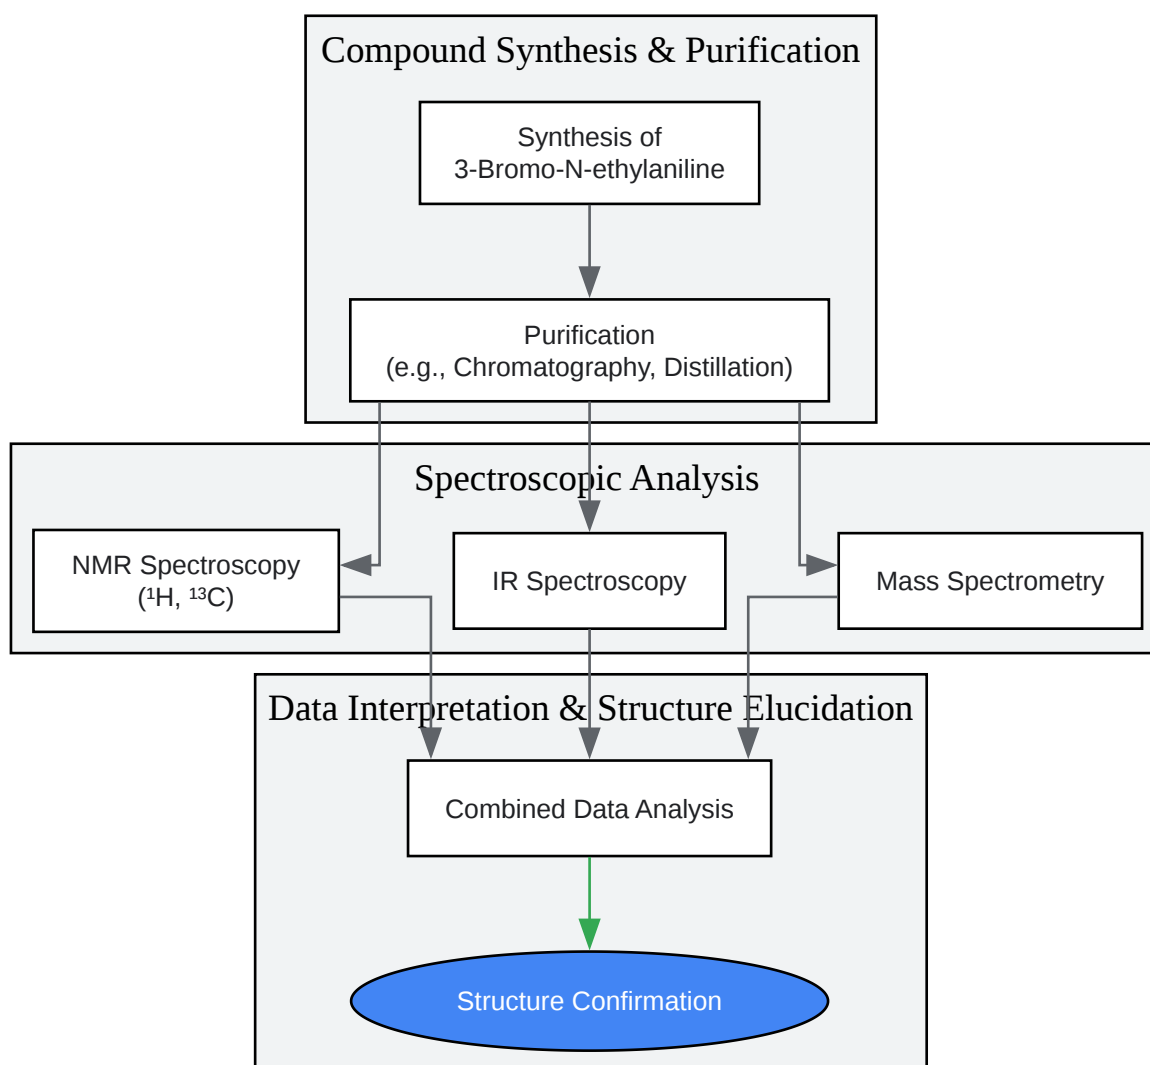 Compound Synthesis & Purification
Synthesis of
3-Bromo-N-ethylaniline
Purification
(e.g., Chromatography, Distillation)
Spectroscopic Analysis
NMR Spectroscopy
(¹H, ¹³C)
IR Spectroscopy
Mass Spectrometry
Data Interpretation & Structure Elucidation
Combined Data Analysis
Structure Confirmation